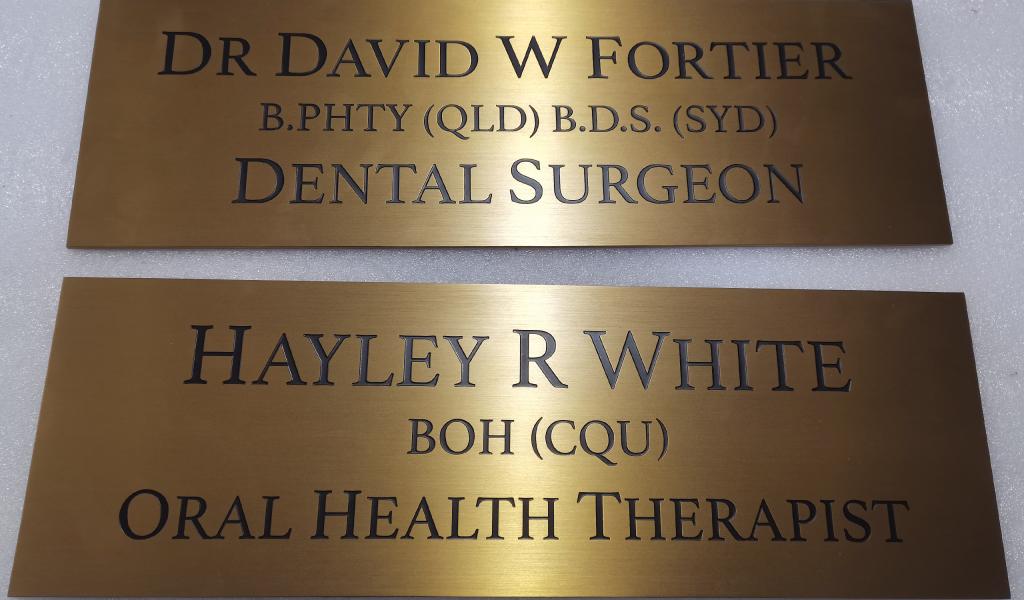 DR DAVID W FORTIER
B.PHTY (QLD) B.D.S. (SYD)
DENTAL SURGEON
HAYLEY R WHITE
BOH (CQU)
ORAL HEALTH THERAPIST